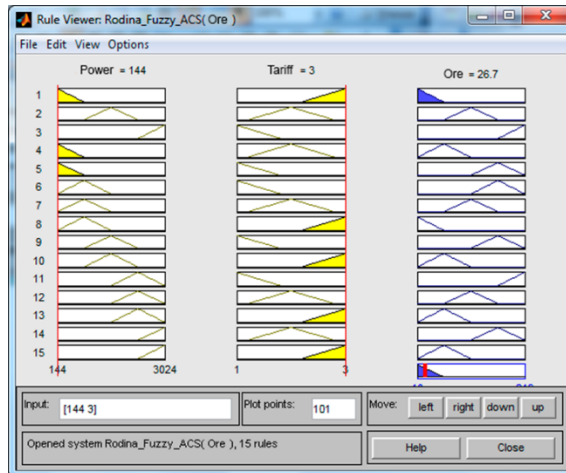 Rule Viewer: Rodina_Fuzzy_ACS( Ore )
File Edit View Options
Power = 144
Tariff = 3
Ore = 26.7
1
2
3
4
5
6
7
8
9
10
11
12
13
14
15
144 3024
1 3
Input: [144 3]
Plot points: 101
Move: left right down up
Opened system Rodina_Fuzzy_ACS( Ore ), 15 rules
Help Close